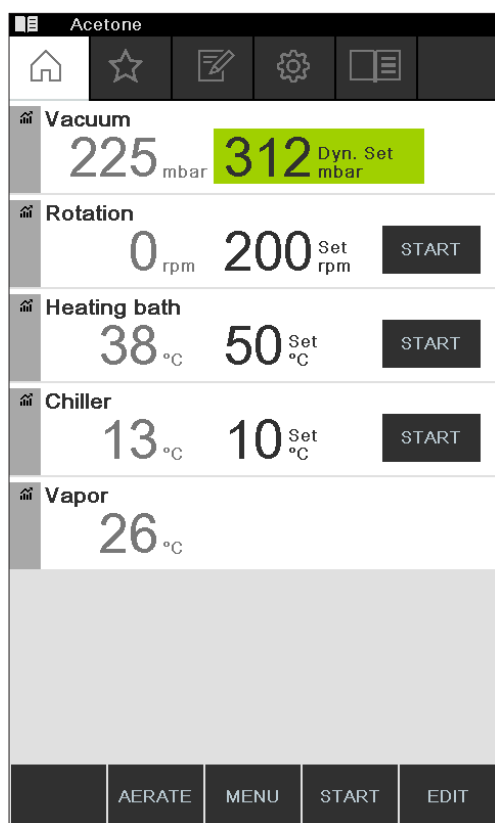 Acetone
Vacuum
225 mbar 312 Dyn. Set mbar
Rotation
0 rpm 200 Set rpm START
Heating bath
38 °C 50 Set °C START
Chiller
13 °C 10 Set °C START
Vapor
26 °C
AERATE MENU START EDIT